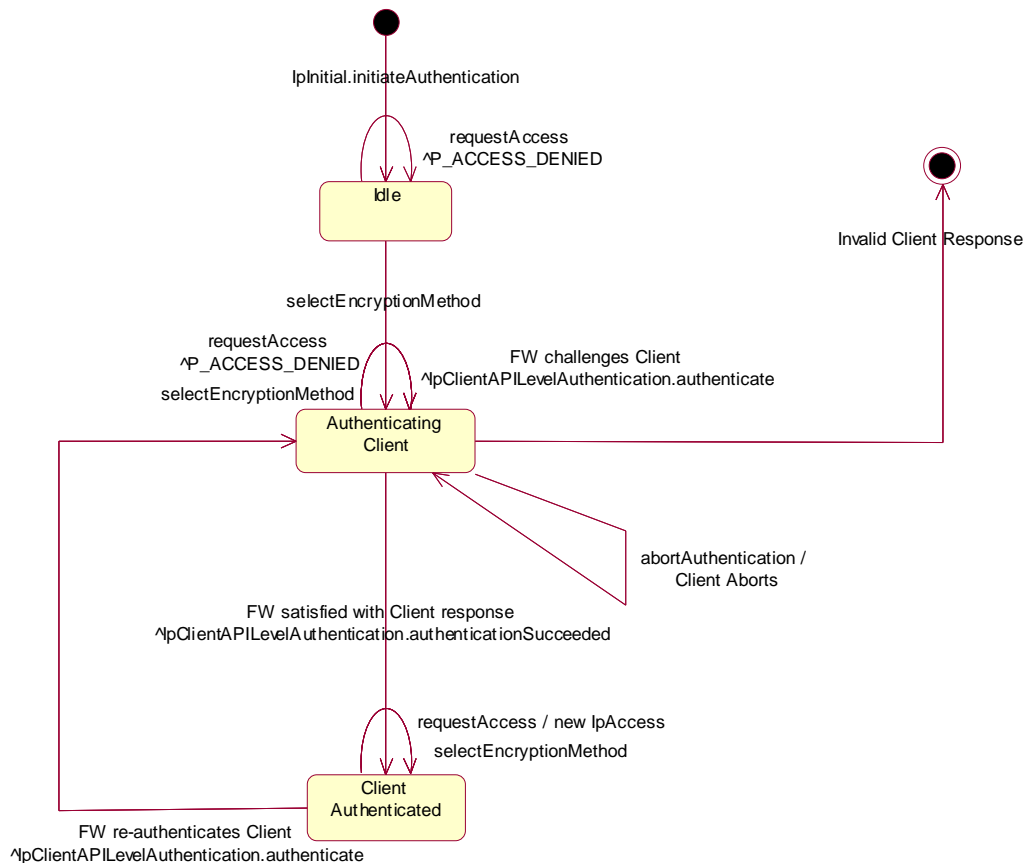 IpInitial.initiateAuthentication
requestAccess
^P_ACCESS_DENIED
Idle
Invalid Client Response
selectEncryptionMethod
requestAccess
^P_ACCESS_DENIED
selectEncryptionMethod
FW challenges Client
^IpClientAPILevelAuthentication.authenticate
Authenticating
Client
abortAuthentication /
Client Aborts
FW satisfied with Client response
^IpClientAPILevelAuthentication.authenticationSucceeded
requestAccess / new IpAccess
selectEncryptionMethod
Client
Authenticated
FW re-authenticates Client
^IpClientAPILevelAuthentication.authenticate